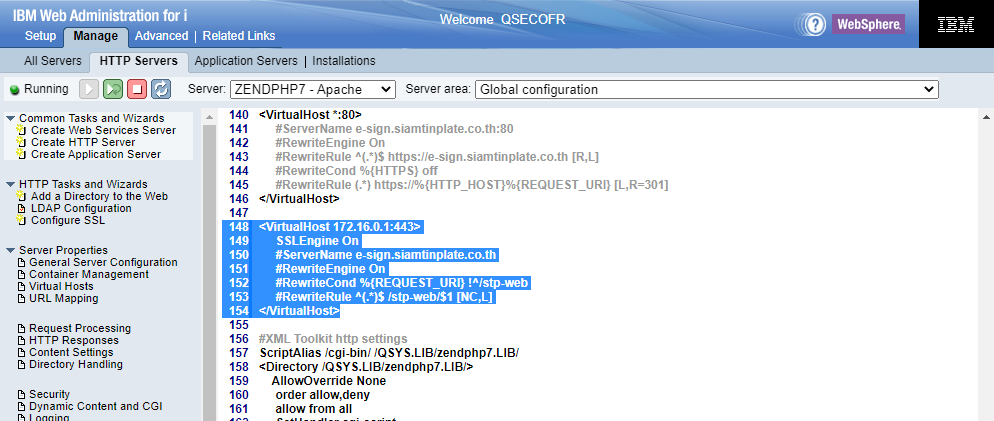 IBM Web Administration for i
Welcome QSECOFR
WebSphere.
IBM
Setup Manage Advanced | Related Links
All Servers HTTP Servers Application Servers | Installations
Running Server: ZENDPHP7 - Apache Server area: Global configuration
Common Tasks and Wizards
Create Web Services Server
Create HTTP Server
Create Application Server
HTTP Tasks and Wizards
Add a Directory to the Web
LDAP Configuration
Configure SSL
Server Properties
General Server Configuration
Container Management
Virtual Hosts
URL Mapping
Request Processing
HTTP Responses
Content Settings
Directory Handling
Security
Dynamic Content and CGI
Logging
140 <VirtualHost *:80>
141 #ServerName e-sign.siamtinplate.co.th:80
142 #RewriteEngine On
143 #RewriteRule ^(.*)$ https://e-sign.siamtinplate.co.th [R,L]
144 #RewriteCond %{HTTPS} off
145 #RewriteRule (.*) https://%{HTTP_HOST}%{REQUEST_URI} [L,R=301]
146 </VirtualHost>
147
148 <VirtualHost 172.16.0.1:443>
149 SSLEngine On
150 #ServerName e-sign.siamtinplate.co.th
151 #RewriteEngine On
152 #RewriteCond %{REQUEST_URI} !^/stp-web
153 #RewriteRule ^(.*)$ /stp-web/$1 [NC,L]
154 </VirtualHost>
155
156 #XML Toolkit http settings
157 ScriptAlias /cgi-bin/ /QSYS.LIB/zendphp7.LIB/
158 <Directory /QSYS.LIB/zendphp7.LIB/>
159 AllowOverride None
160 order allow,deny
161 allow from all
162 SetHandler cgi-script